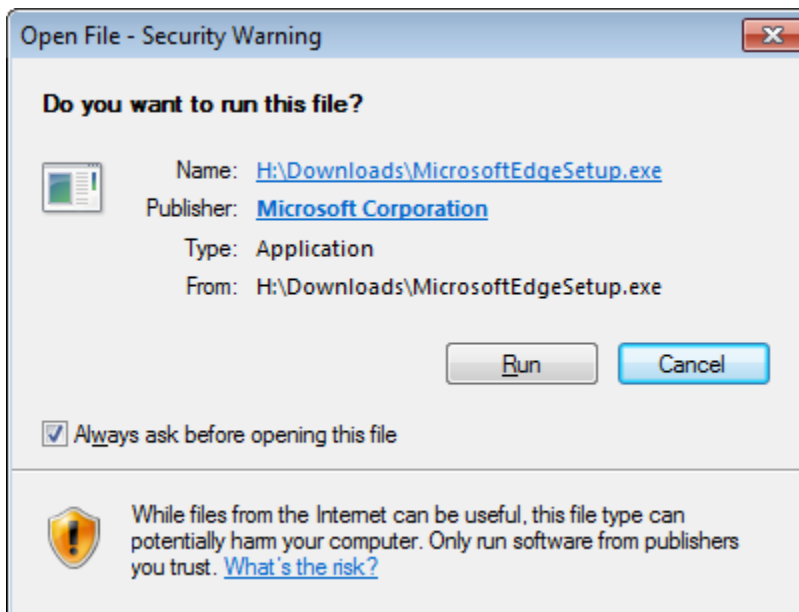 Open File - Security Warning
Do you want to run this file?
Name: H:\Downloads\MicrosoftEdgeSetup.exe
Publisher: Microsoft Corporation
Type: Application
From: H:\Downloads\MicrosoftEdgeSetup.exe
Run Cancel
Always ask before opening this file
While files from the Internet can be useful, this file type can
potentially harm your computer. Only run software from publishers
you trust. What's the risk?